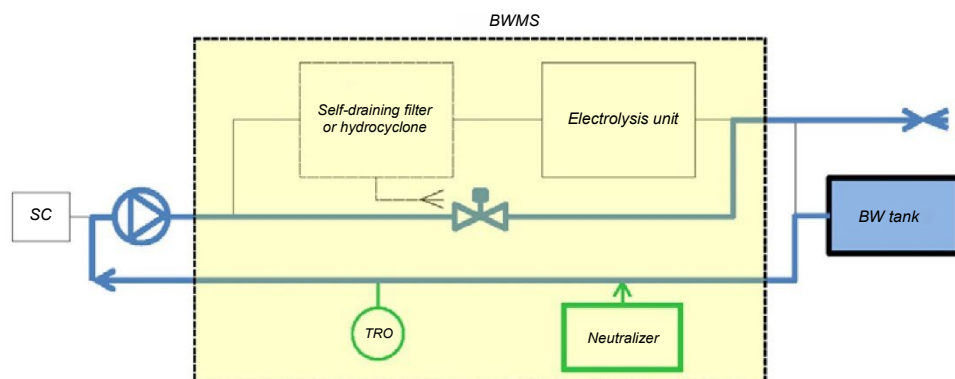 BWMS
Self-draining filter
or hydrocyclone
Electrolysis unit
SC
BW tank
TRO
Neutralizer